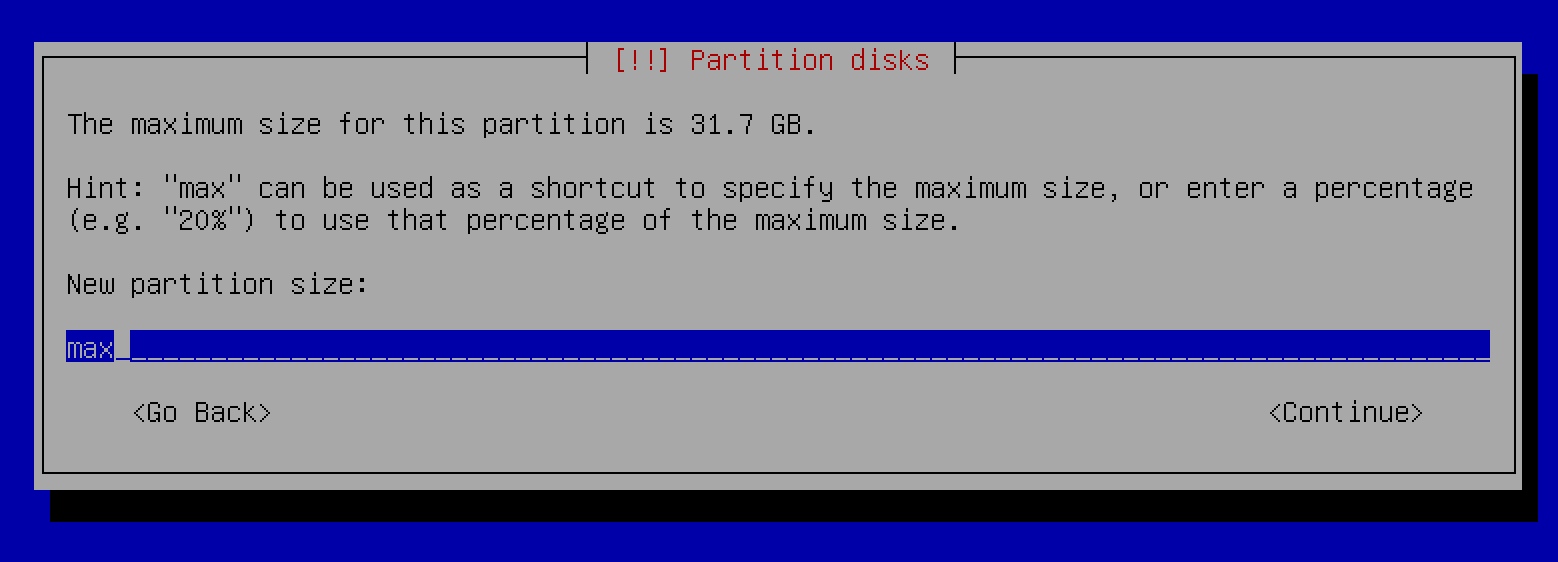 [!!] Partition disks
The maximum size for this partition is 31.7 GB.
Hint: "max" can be used as a shortcut to specify the maximum size, or enter a percentage
(e.g. "20%") to use that percentage of the maximum size.
New partition size:
max
<Go Back> <Continue>